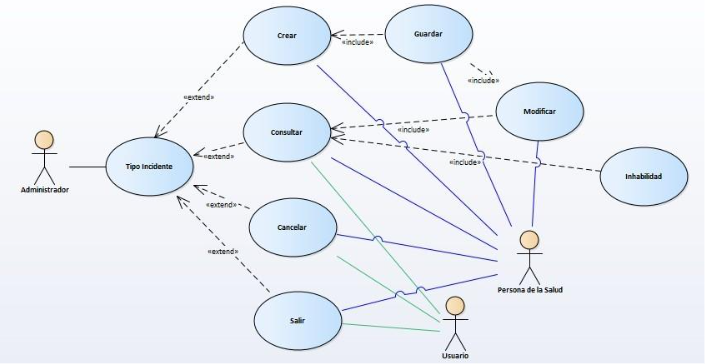 Crear
Guardar
«include»
«include»
«extend»
Modificar
Consultar
«include»
«extend»
«include»
Tipo Incidente
Inhabilidad
Administrador
«extend»
Cancelar
«extend»
Persona de la Salud
Salir
Usuario